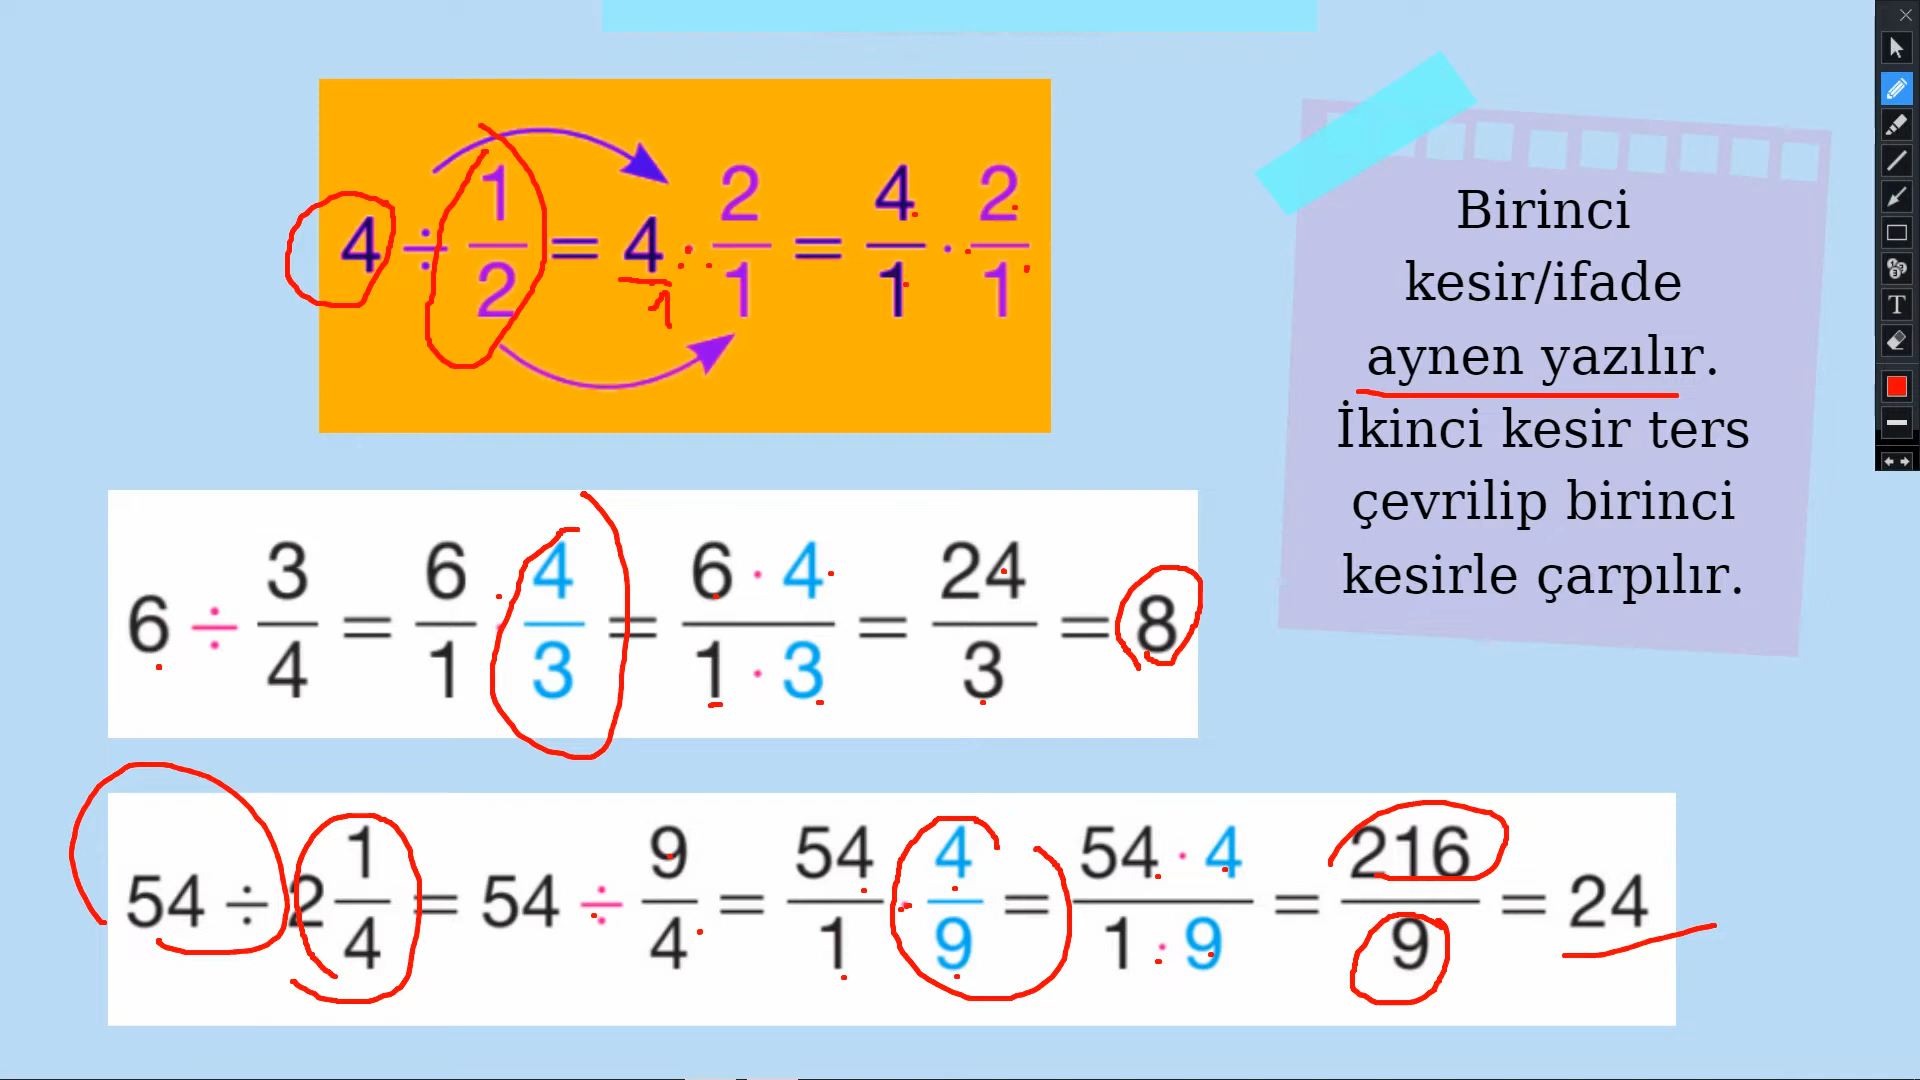 4 ÷ 1/2 = 4 · 2/1 = 4/1 · 2/1
1
6 ÷ 3/4 = 6/1 · 4/3 = 6 · 4/1 · 3 = 24/3 = 8
54 ÷ 2 1/4 = 54 ÷ 9/4 = 54/1 · 4/9 = 54 · 4/1 · 9 = 216/9 = 24
Birinci
kesir/ifade
aynen yazılır.
İkinci kesir ters
çevrilip birinci
kesirle çarpılır.
T